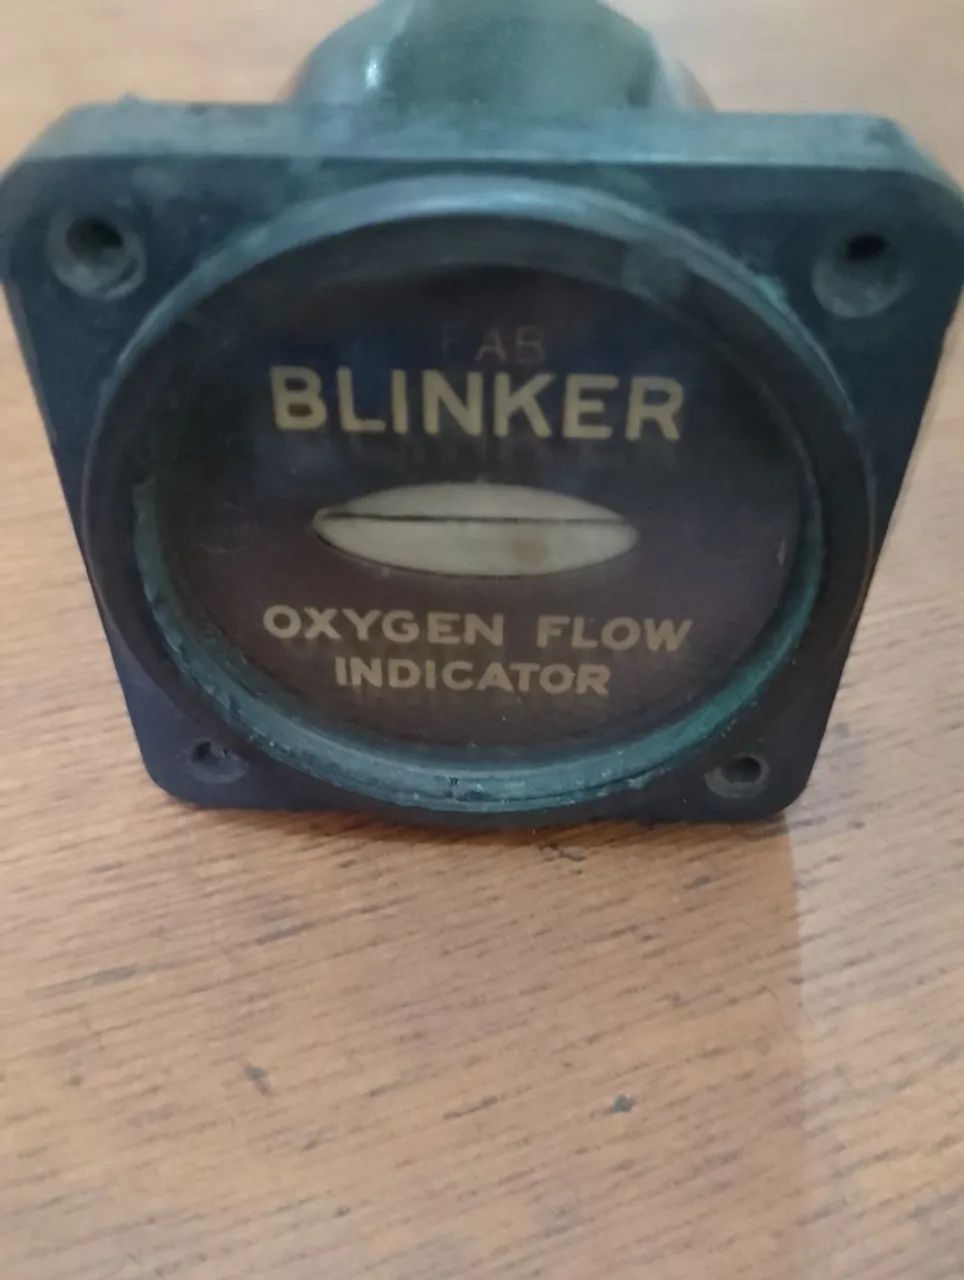 FAB
BLINKER
OXYGEN FLOW
INDICATOR